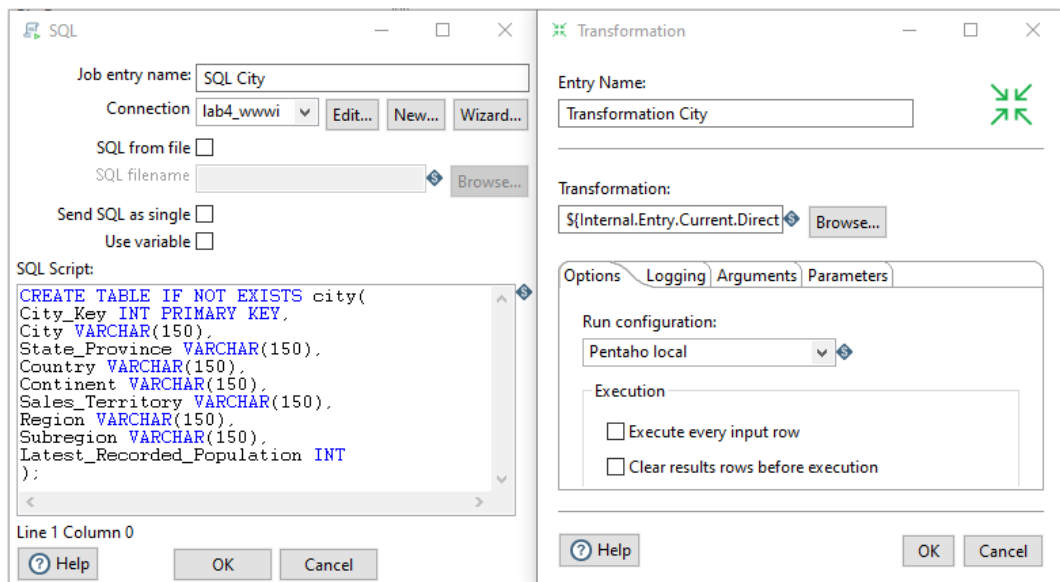 SQL
Job entry name: SQL City
Connection lab4_wwwi Edit... New... Wizard...
SQL from file
SQL filename Browse...
Send SQL as single
Use variable
SQL Script:
CREATE TABLE IF NOT EXISTS city(
City_Key INT PRIMARY KEY,
City VARCHAR(150),
State_Province VARCHAR(150),
Country VARCHAR(150),
Continent VARCHAR(150),
Sales_Territory VARCHAR(150),
Region VARCHAR(150),
Subregion VARCHAR(150),
Latest_Recorded_Population INT
);
Line 1 Column 0
Help OK Cancel
Transformation
Entry Name:
Transformation City
Transformation:
${Internal.Entry.Current.Direct Browse...
Options Logging Arguments Parameters
Run configuration:
Pentaho local
Execution
Execute every input row
Clear results rows before execution
Help OK Cancel